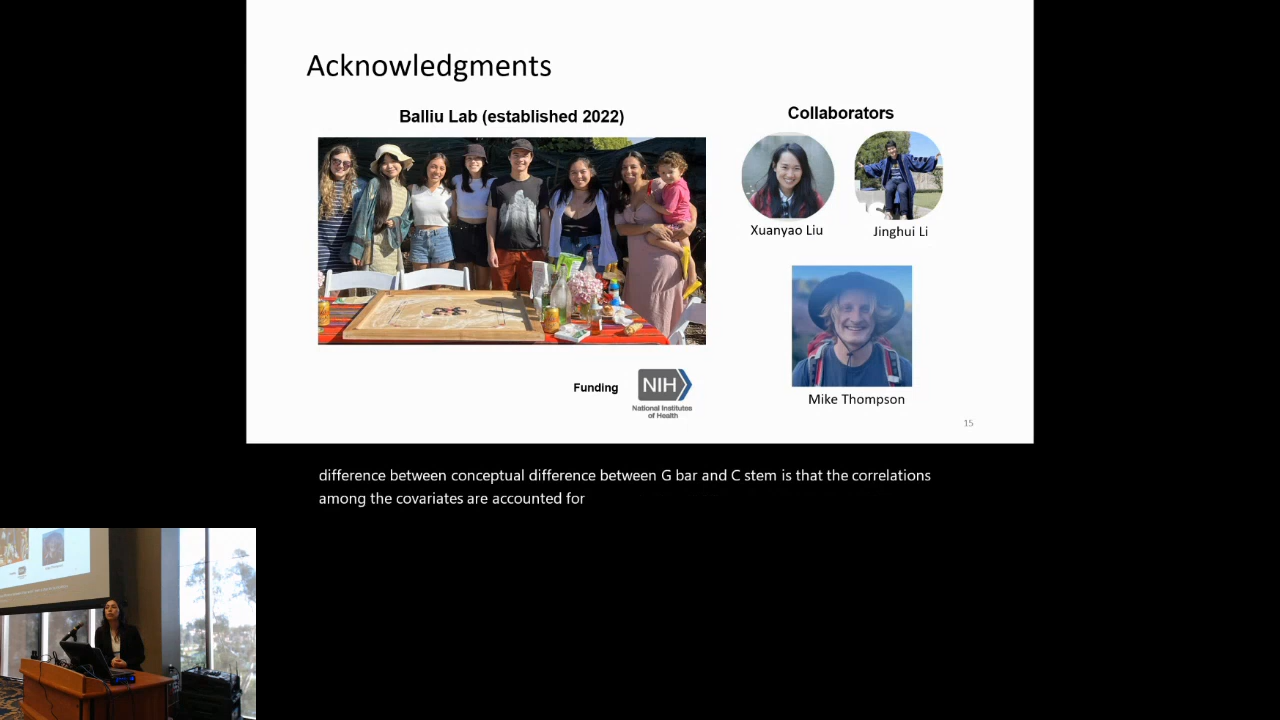 Acknowledgments
Balliu Lab (established 2022)
Collaborators
Xuanyao Liu
Jinghui Li
Mike Thompson
Funding
NIH
National Institutes
of Health
15
difference between conceptual difference between G bar and C stem is that the correlations
among the covariates are accounted for